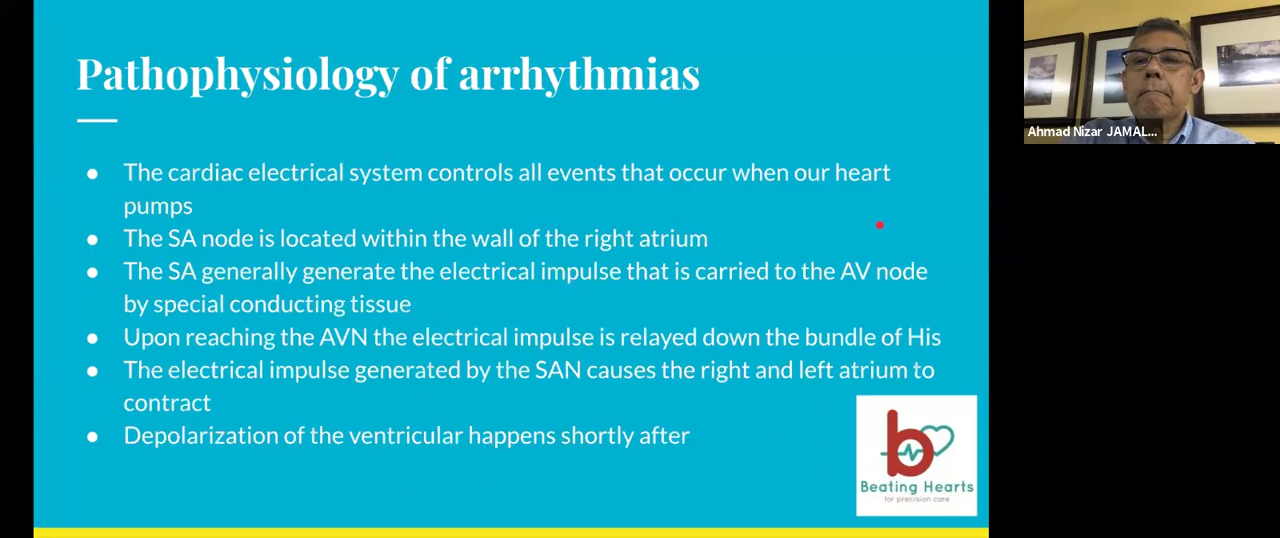 Pathophysiology of arrhythmias
● The cardiac electrical system controls all events that occur when our heart
pumps
● The SA node is located within the wall of the right atrium
● The SA generally generate the electrical impulse that is carried to the AV node
by special conducting tissue
● Upon reaching the AVN the electrical impulse is relayed down the bundle of His
● The electrical impulse generated by the SAN causes the right and left atrium to
contract
● Depolarization of the ventricular happens shortly after
b
Beating Hearts
for precision care
Ahmad Nizar JAMAL...